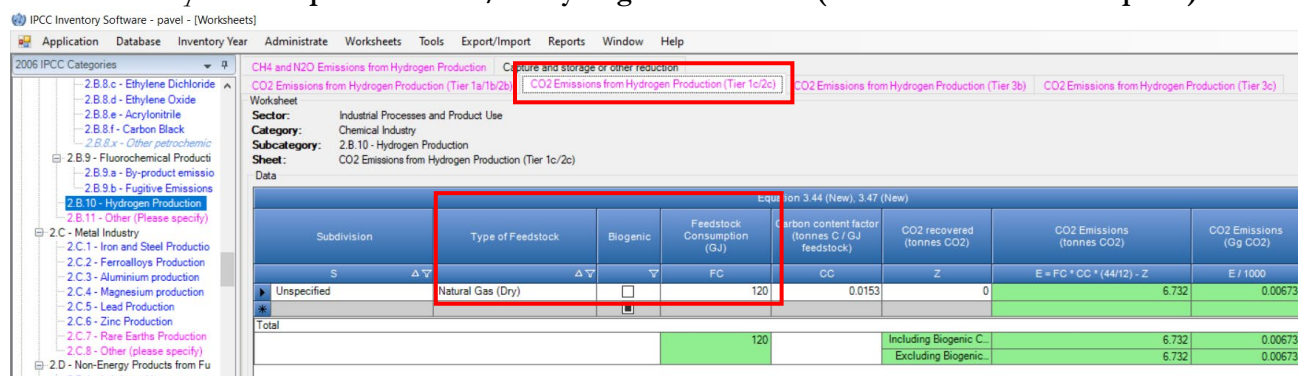 IPCC Inventory Software - pavel - [Worksheets]
Application Database Inventory Year Administrate Worksheets Tools Export/Import Reports Window Help
2006 IPCC Categories
2.B.8.c - Ethylene Dichloride
2.B.8.d - Ethylene Oxide
2.B.8.e - Acrylonitrile
2.B.8.f - Carbon Black
2.B.8.x - Other petrochemic
2.B.9 - Fluorochemical Producti
2.B.9.a - By-product emissio
2.B.9.b - Fugitive Emissions
2.B.10 - Hydrogen Production
2.B.11 - Other (Please specify)
2.C - Metal Industry
2.C.1 - Iron and Steel Productio
2.C.2 - Ferroalloys Production
2.C.3 - Aluminium production
2.C.4 - Magnesium production
2.C.5 - Lead Production
2.C.6 - Zinc Production
2.C.7 - Rare Earths Production
2.C.8 - Other (please specify)
2.D - Non-Energy Products from Fu
CH4 and N2O Emissions from Hydrogen Production Capture and storage or other reduction
CO2 Emissions from Hydrogen Production (Tier 1a/1b/2b) CO2 Emissions from Hydrogen Production (Tier 1c/2c) CO2 Emissions from Hydrogen Production (Tier 3b) CO2 Emissions from Hydrogen Production (Tier 3c)
Worksheet
Sector: Industrial Processes and Product Use
Category: Chemical Industry
Subcategory: 2.B.10 - Hydrogen Production
Sheet: CO2 Emissions from Hydrogen Production (Tier 1c/2c)
Data
Equation 3.44 (New), 3.47 (New)
Subdivision Type of Feedstock Biogenic Feedstock Consumption (GJ) Carbon content factor (tonnes C / GJ feedstock) CO2 recovered (tonnes CO2) CO2 Emissions (tonnes CO2) CO2 Emissions (Gg CO2)
S FC CC Z E = FC * CC * (44/12) - Z E / 1000
Unspecified Natural Gas (Dry) 120 0.0153 0 6.732 0.00673
Total
120 Including Biogenic C... 6.732 0.00673
Excluding Biogenic... 6.732 0.00673